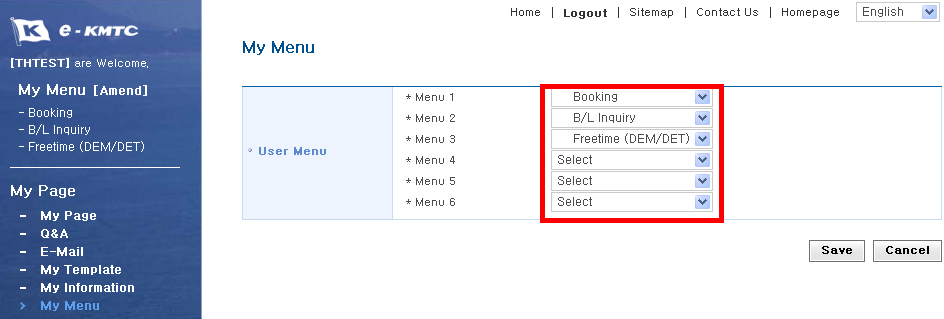 Home | Logout | Sitemap | Contact Us | Homepage English
K e-KMTC
[THTEST] are Welcome,
My Menu [Amend]
- Booking
- B/L Inquiry
- Freetime (DEM/DET)
My Page
- My Page
- Q&A
- E-Mail
- My Template
- My Information
> My Menu
My Menu
User Menu
* Menu 1 Booking
* Menu 2 B/L Inquiry
* Menu 3 Freetime (DEM/DET)
* Menu 4 Select
* Menu 5 Select
* Menu 6 Select
Save Cancel